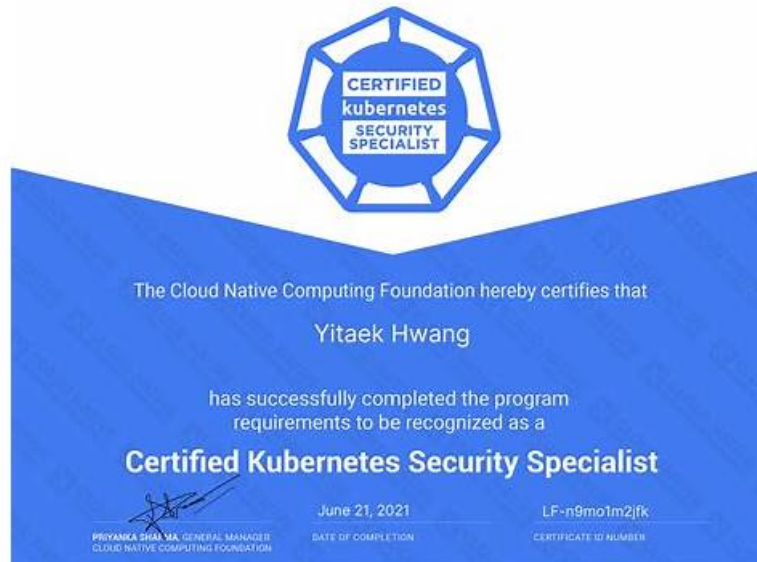 CERTIFIED
kubernetes
SECURITY
SPECIALIST
The Cloud Native Computing Foundation hereby certifies that
Yitaek Hwang
has successfully completed the program
requirements to be recognized as a
Certified Kubernetes Security Specialist
June 21, 2021
LF-n9mo1m2jfk
PRIYANKA SHARMA, GENERAL MANAGER
CLOUD NATIVE COMPUTING FOUNDATION
DATE OF COMPLETION
CERTIFICATE ID NUMBER